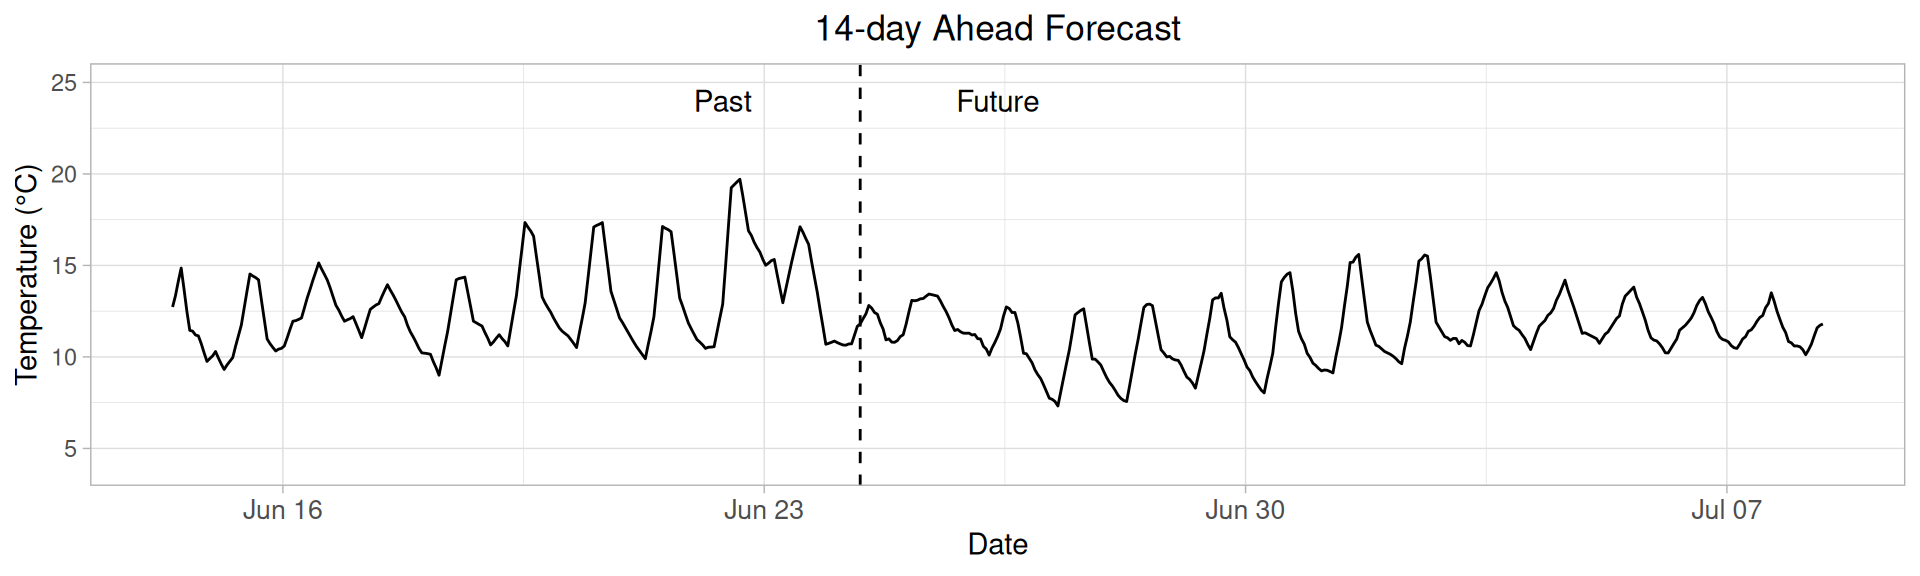 14-day Ahead Forecast
Temperature (°C)
25
20
15
10
5
Past
Future
Jun 16
Jun 23
Jun 30
Jul 07
Date